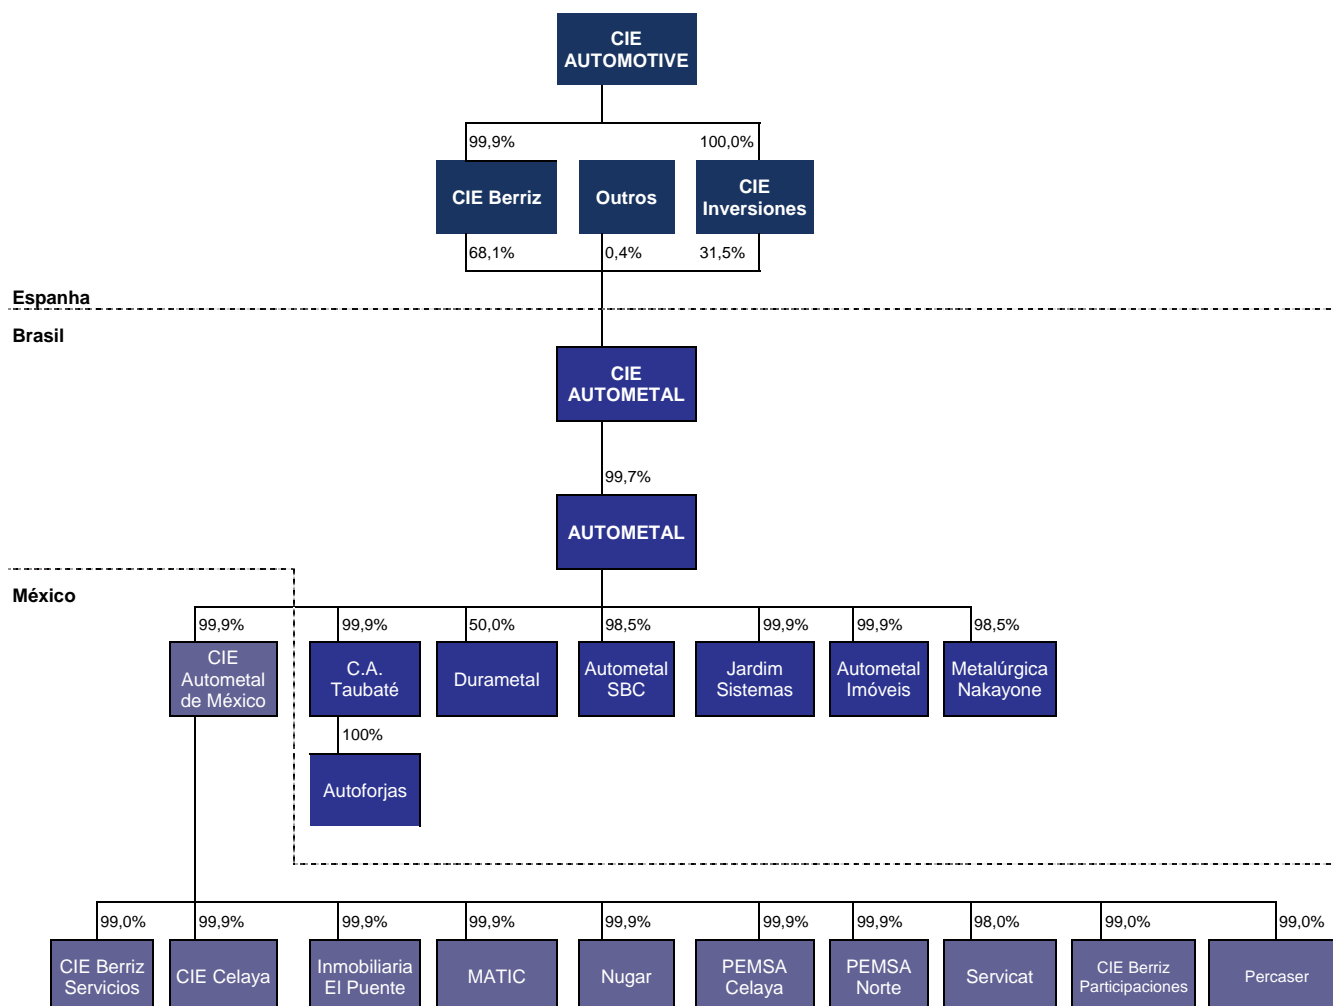 CIE
AUTOMOTIVE
99,9%
100,0%
CIE Berriz
Outros
CIE
Inversiones
68,1%
0,4%
31,5%
Espanha
Brasil
CIE
AUTOMETAL
99,7%
AUTOMETAL
México
99,9%
99,9%
50,0%
98,5%
99,9%
99,9%
98,5%
CIE
Autometal
de México
C.A.
Taubaté
Durametal
Autometal
SBC
Jardim
Sistemas
Autometal
Imóveis
Metalúrgica
Nakayone
100%
Autoforjas
99,0%
99,9%
99,9%
99,9%
99,9%
99,9%
99,9%
98,0%
99,0%
99,0%
CIE Berriz
Servicios
CIE Celaya
Inmobiliaria
El Puente
MATIC
Nugar
PEMSA
Celaya
PEMSA
Norte
Servicat
CIE Berriz
Participaciones
Percaser